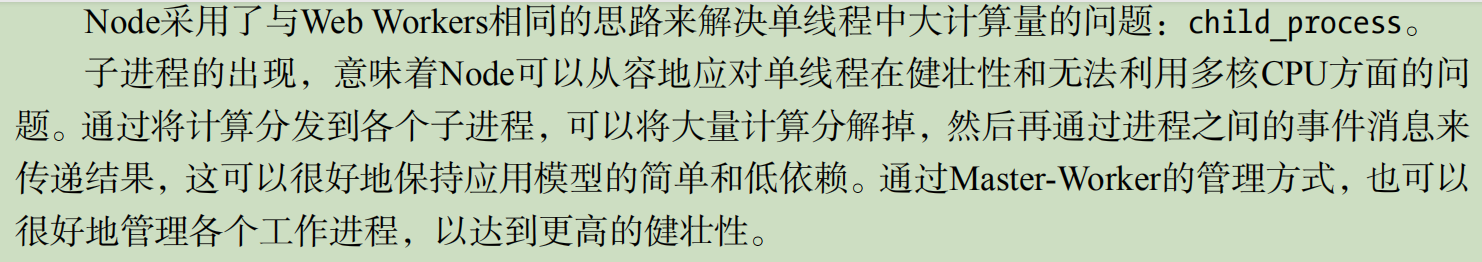 Node采用了与Web Workers相同的思路来解决单线程中大计算量的问题：child_process。
子进程的出现，意味着Node可以从容地应对单线程在健壮性和无法利用多核CPU方面的问
题。通过将计算分发到各个子进程，可以将大量计算分解掉，然后再通过进程之间的事件消息来
传递结果，这可以很好地保持应用模型的简单和低依赖。通过Master-Worker的管理方式，也可以
很好地管理各个工作进程，以达到更高的健壮性。